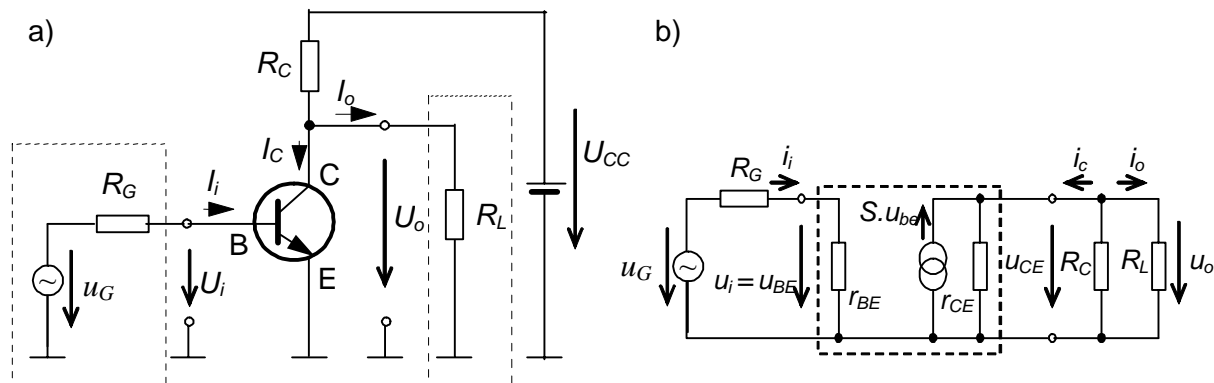 a)
R_C
I_o
I_C
C
U_CC
R_G
I_i
B
E
U_o
R_L
u_G
~
U_i
b)
R_G
i_i
i_c
i_o
S.u_be
u_G
~
u_i = u_BE
r_BE
r_CE
u_CE
R_C
R_L
u_o